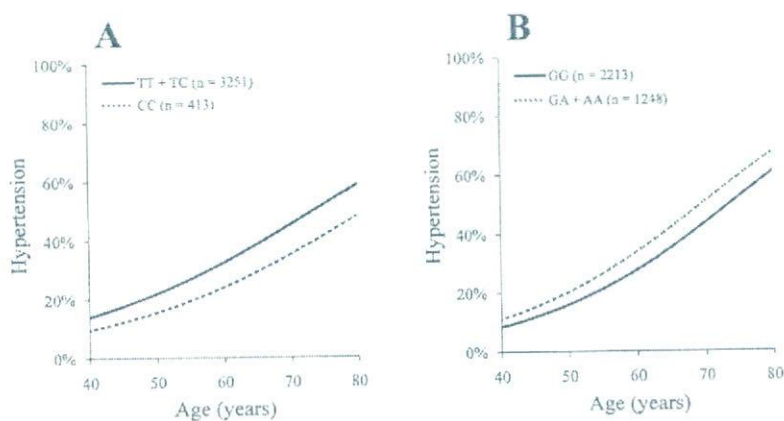 A
100%
80%
60%
40%
20%
0%
Hypertension
TT + TC (n = 3251)
CC (n = 413)
40 50 60 70 80
Age (years)
B
100%
80%
60%
40%
20%
0%
Hypertension
GG (n = 2213)
GA + AA (n = 1248)
40 50 60 70 80
Age (years)